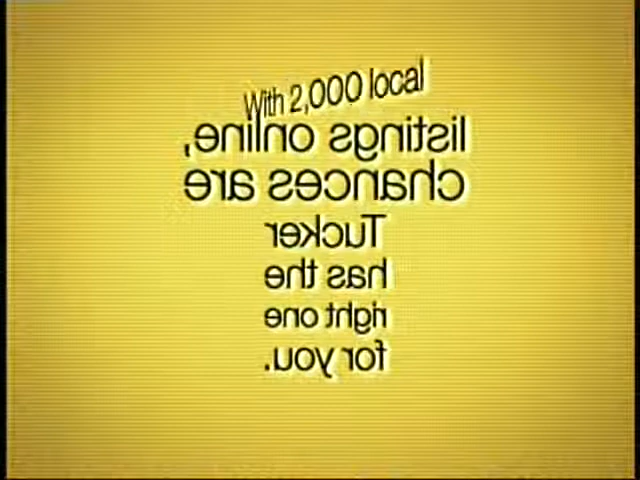 With 2,000 local
listings online,
chances are
Tucker
has the
right one
for you.